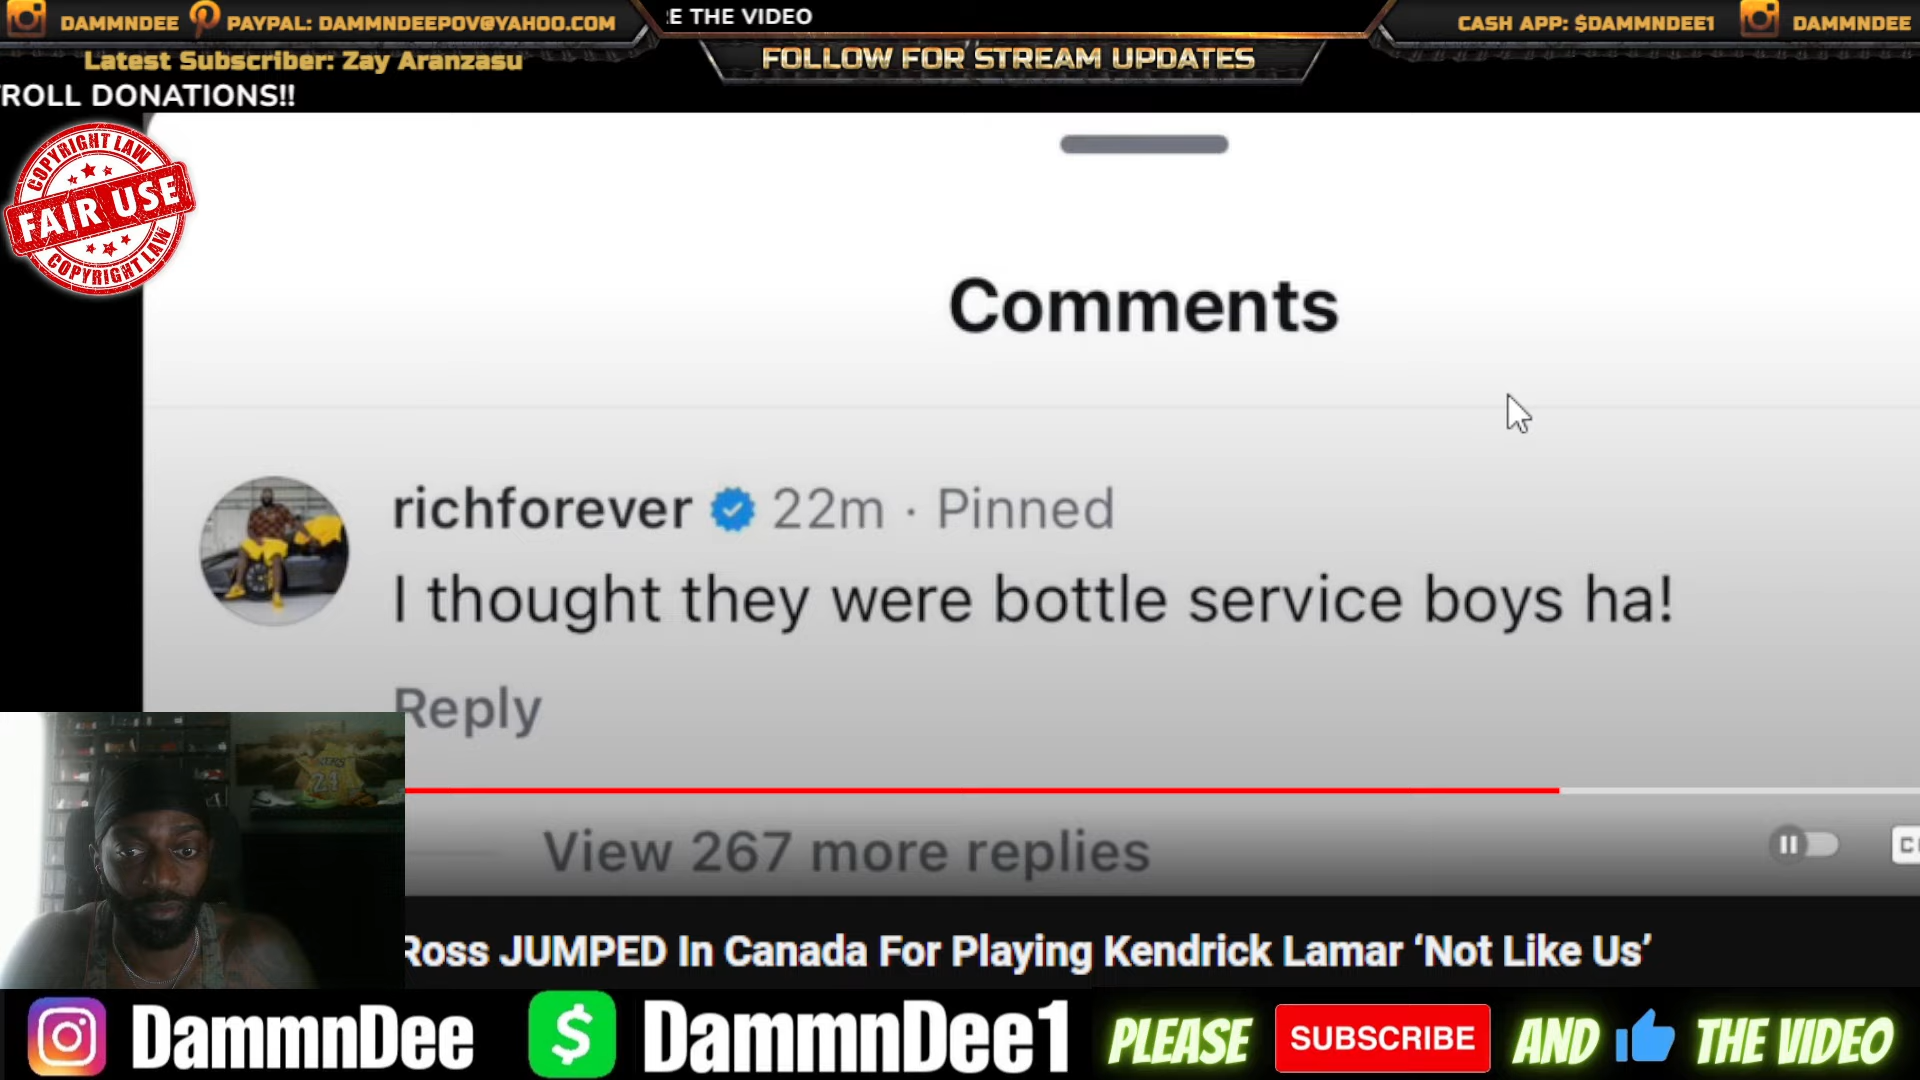 DAMMNDEE
PAYPAL: DAMMNDEEPOV@YAHOO.COM
E THE VIDEO
CASH APP: $DAMMNDEE1
DAMMNDEE
Latest Subscriber: Zay Aranzasu
FOLLOW FOR STREAM UPDATES
ROLL DONATIONS!!
COPYRIGHT LAW
FAIR USE
COPYRIGHT LAW
Comments
richforever 22m · Pinned
I thought they were bottle service boys ha!
Reply
View 267 more replies
Ross JUMPED In Canada For Playing Kendrick Lamar ‘Not Like Us’
DammnDee
$
DammnDee1
PLEASE
SUBSCRIBE
AND
THE VIDEO